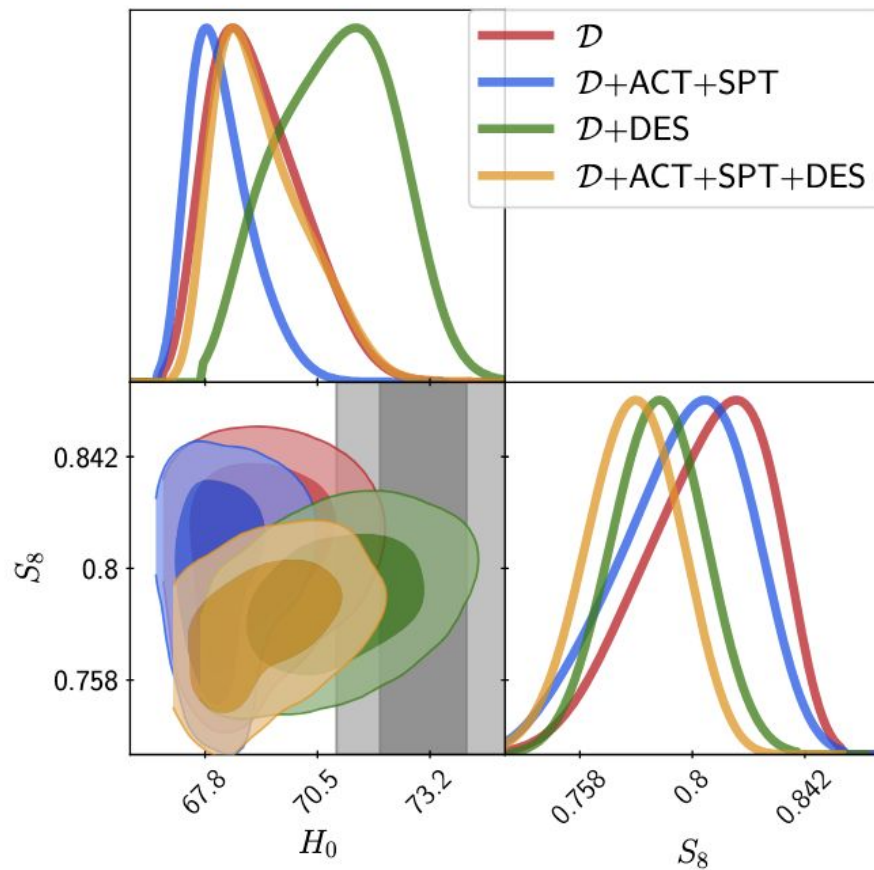 𝒟
𝒟+ACT+SPT
𝒟+DES
𝒟+ACT+SPT+DES
0.842
0.8
0.758
S₈
67.8
70.5
73.2
H₀
0.758
0.8
0.842
S₈